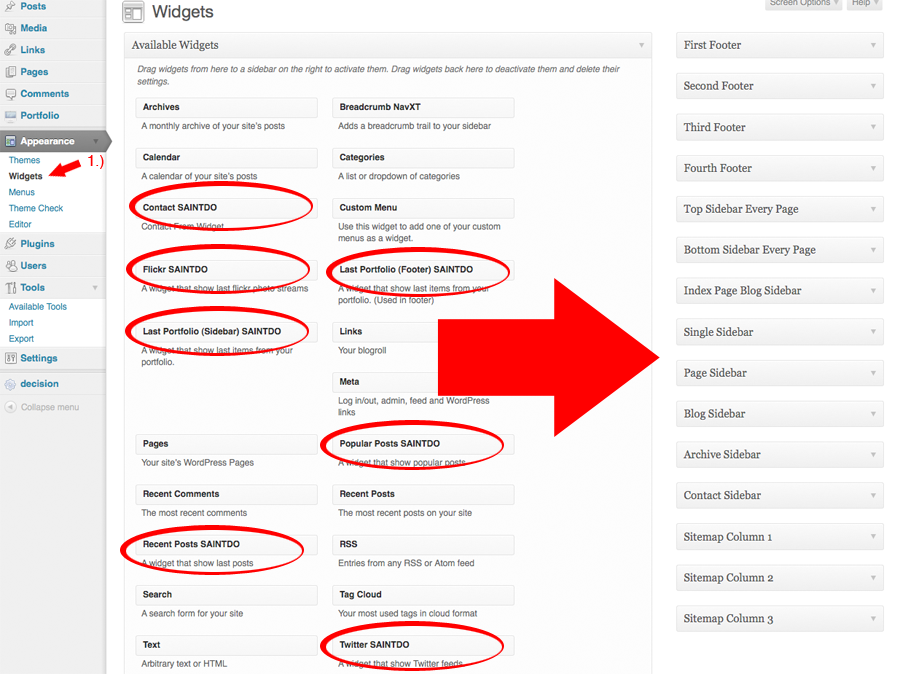 Posts
Media
Links
Pages
Comments
Portfolio
Appearance
Themes
1.)
Widgets
Menus
Theme Check
Editor
Plugins
Users
Tools
Available Tools
Import
Export
Settings
decision
Collapse menu
Screen Options
Help
Widgets
Available Widgets
Drag widgets from here to a sidebar on the right to activate them. Drag widgets back here to deactivate them and delete their
settings.
Archives
A monthly archive of your site's posts
Breadcrumb NavXT
Adds a breadcrumb trail to your sidebar
Calendar
A calendar of your site's posts
Categories
A list or dropdown of categories
Contact SAINTDO
Contact From Widget
Custom Menu
Use this widget to add one of your custom
menus as a widget.
Flickr SAINTDO
A widget that show last flickr photo streams
Last Portfolio (Footer) SAINTDO
A widget that show last items from your
portfolio. (Used in footer)
Last Portfolio (Sidebar) SAINTDO
A widget that show last items from your
portfolio.
Links
Your blogroll
Meta
Log in/out, admin, feed and WordPress
links
Pages
Your site's WordPress Pages
Popular Posts SAINTDO
A widget that show popular posts
Recent Comments
The most recent comments
Recent Posts
The most recent posts on your site
Recent Posts SAINTDO
A widget that show last posts
RSS
Entries from any RSS or Atom feed
Search
A search form for your site
Tag Cloud
Your most used tags in cloud format
Text
Arbitrary text or HTML
Twitter SAINTDO
A widget that show Twitter feeds
First Footer
Second Footer
Third Footer
Fourth Footer
Top Sidebar Every Page
Bottom Sidebar Every Page
Index Page Blog Sidebar
Single Sidebar
Page Sidebar
Blog Sidebar
Archive Sidebar
Contact Sidebar
Sitemap Column 1
Sitemap Column 2
Sitemap Column 3